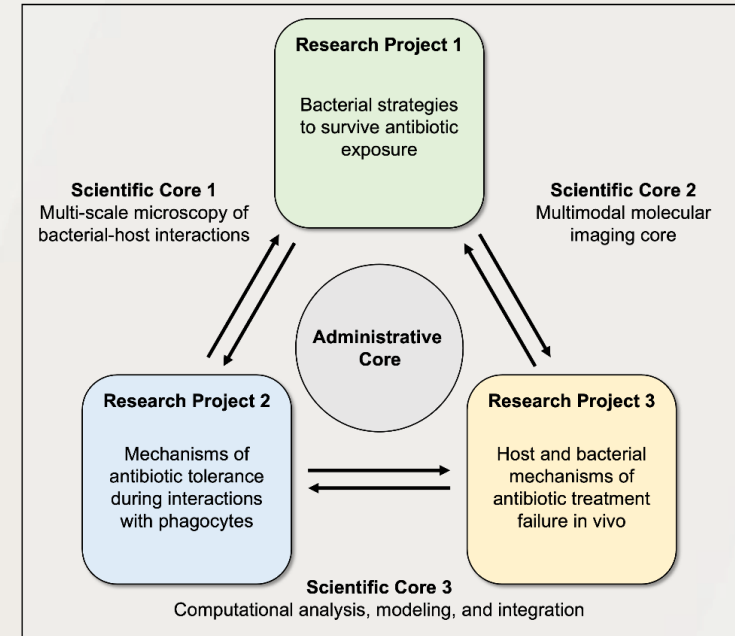 Research Project 1
Bacterial strategies
to survive antibiotic
exposure
Scientific Core 1
Multi-scale microscopy of
bacterial-host interactions
Scientific Core 2
Multimodal molecular
imaging core
Administrative
Core
Research Project 2
Mechanisms of
antibiotic tolerance
during interactions
with phagocytes
Research Project 3
Host and bacterial
mechanisms of
antibiotic treatment
failure in vivo
Scientific Core 3
Computational analysis, modeling, and integration